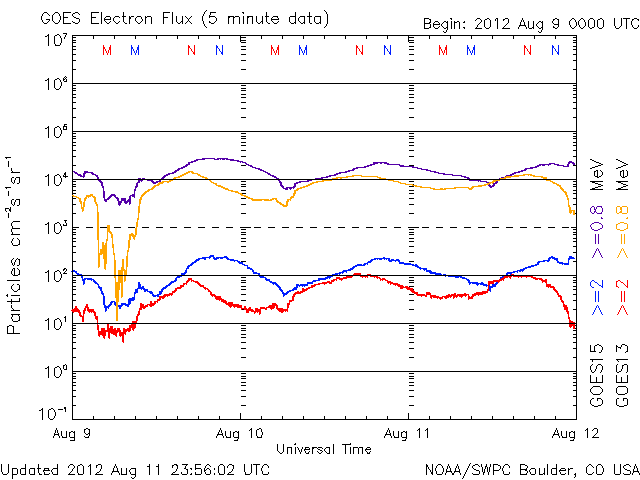 GOES Electron Flux (5 minute data)
Begin: 2012 Aug 9 0000 UTC
10⁷
M M N N M M N N M M N N
10⁶
10⁵
10⁴
10³
10²
10¹
10⁰
10⁻¹
Particles cm⁻²s⁻¹sr⁻¹
Aug 9 Aug 10 Aug 11 Aug 12
Universal Time
GOES15 >=2 >=0.8 MeV
GOES13 >=2 >=0.8 MeV
Updated 2012 Aug 11 23:56:02 UTC
NOAA/SWPC Boulder, CO USA